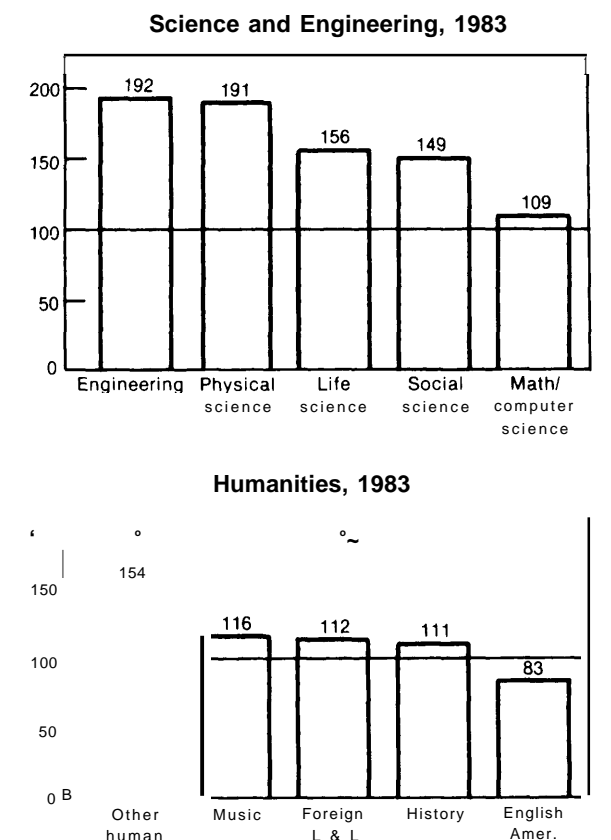 Science and Engineering, 1983
192
191
156
149
109
200
150
100
50
0
Engineering Physical Life Social Math/
science science science computer
science
Humanities, 1983
‘ ° °~
154
150
116 112 111
100
83
50
0 B
Other Music Foreign History English
human L & L Amer.